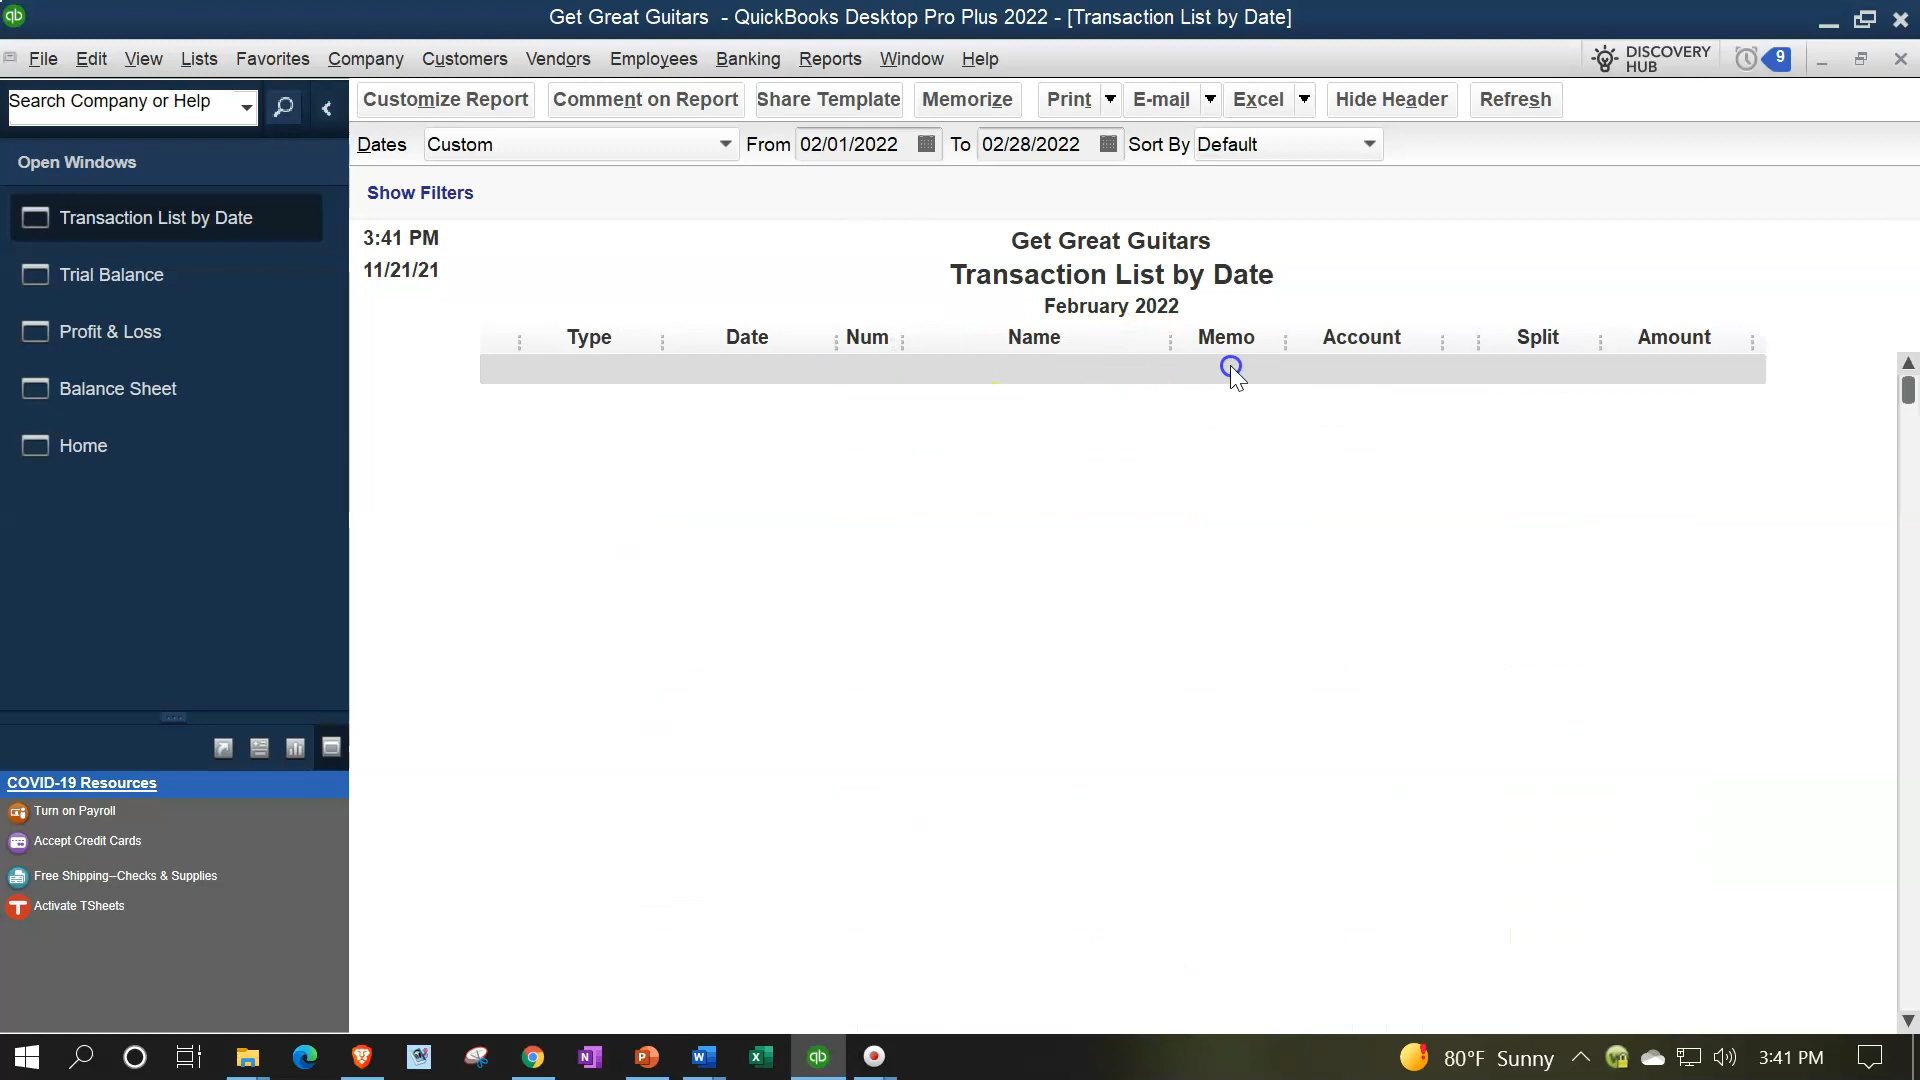 Get Great Guitars - QuickBooks Desktop Pro Plus 2022 - [Transaction List by Date]
File Edit View Lists Favorites Company Customers Vendors Employees Banking Reports Window Help
DISCOVERY HUB 9
Search Company or Help
Customize Report Comment on Report Share Template Memorize Print E-mail Excel Hide Header Refresh
Dates Custom From 02/01/2022 To 02/28/2022 Sort By Default
Open Windows
Show Filters
Transaction List by Date
Trial Balance
Profit & Loss
Balance Sheet
Home
3:41 PM
11/21/21
Get Great Guitars
Transaction List by Date
February 2022
Type Date Num Name Memo Account Split Amount
COVID-19 Resources
Turn on Payroll
Accept Credit Cards
Free Shipping--Checks & Supplies
Activate TSheets
80°F Sunny 3:41 PM